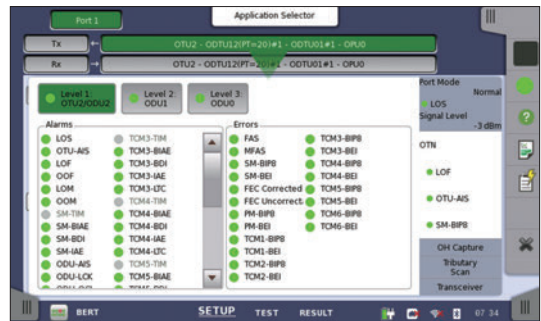 Port 1
Application Selector
Tx
OTU2 - ODTU12(PT=20)#1 - ODTU01#1 - OPU0
Rx
OTU2 - ODTU12(PT=20)#1 - ODTU01#1 - OPU0
Level 1:
OTU2/ODU2
Level 2:
ODU1
Level 3:
ODU0
Port Mode
Normal
LOS
Signal Level
-3 dBm
Alarms
LOS
OTU-AIS
LOF
OOF
LOM
OOM
SM-TIM
SM-BIAE
SM-BDI
SM-IAE
ODU-AIS
ODU-LCK
TCM3-TIM
TCM3-BIAE
TCM3-BDI
TCM3-IAE
TCM3-LTC
TCM4-TIM
TCM4-BIAE
TCM4-BDI
TCM4-IAE
TCM4-LTC
TCM5-TIM
TCM5-BIAE
Errors
FAS
MFAS
SM-BIP8
SM-BEI
FEC Corrected
FEC Uncorrect.
PM-BIP8
PM-BEI
TCM1-BIP8
TCM1-BEI
TCM2-BIP8
TCM2-BEI
TCM3-BIP8
TCM3-BEI
TCM4-BIP8
TCM4-BEI
TCM5-BIP8
TCM5-BEI
TCM6-BIP8
TCM6-BEI
OTN
LOF
OTU-AIS
SM-BIP8
OH Capture
Tributary
Scan
Transceiver
BERT
SETUP
TEST
RESULT
07 34